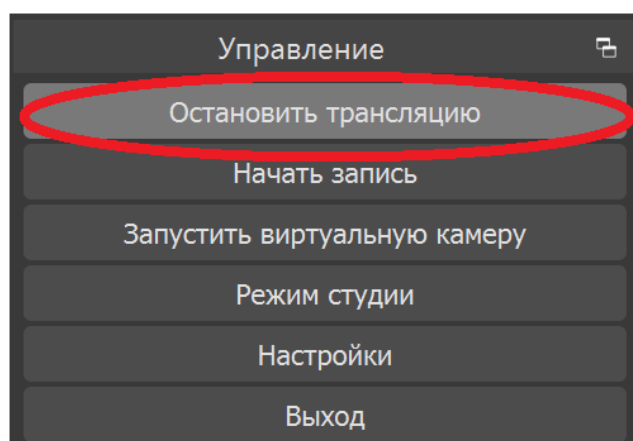 Управление
Остановить трансляцию
Начать запись
Запустить виртуальную камеру
Режим студии
Настройки
Выход